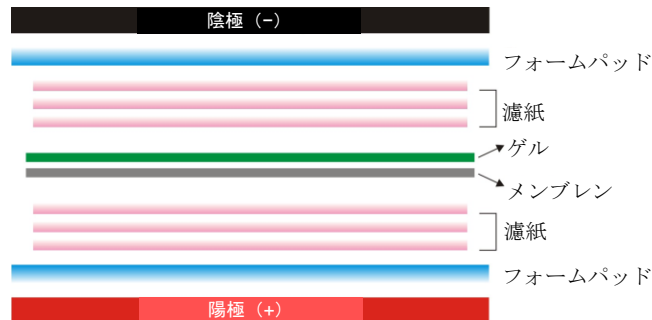 陰極（-）
フォームパッド
濾紙
ゲル
メンブレン
濾紙
フォームパッド
陽極（+）